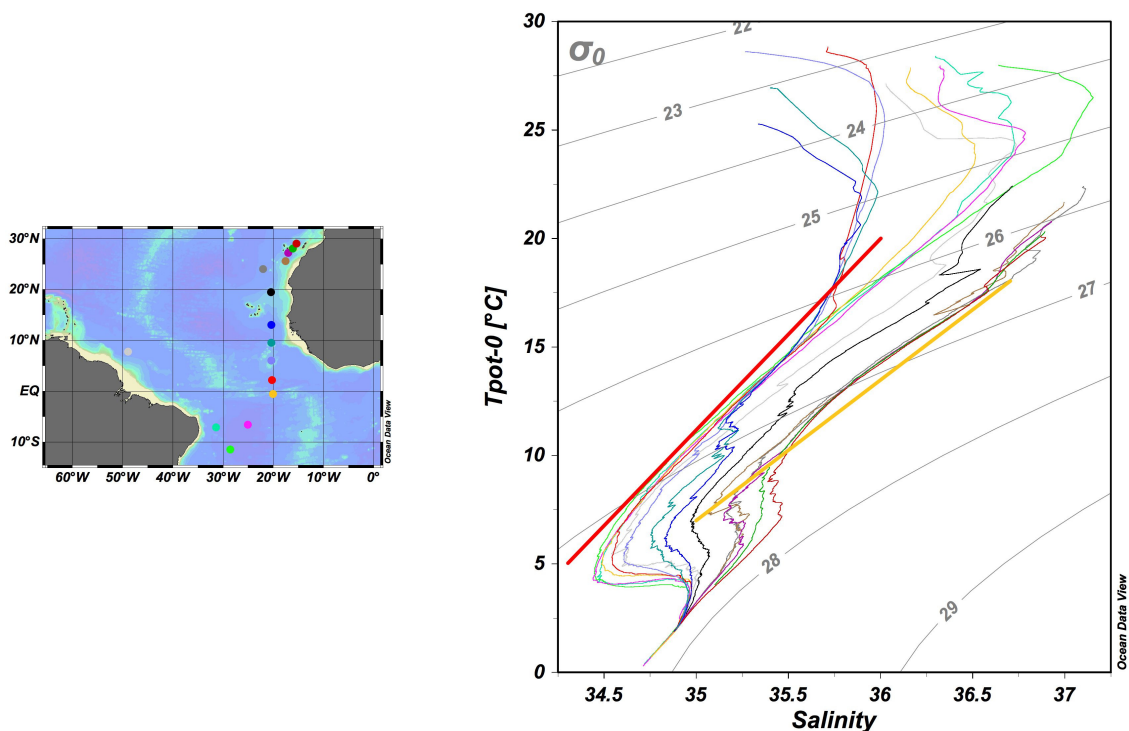 30°N
20°N
10°N
EQ
10°S
60°W 50°W 40°W 30°W 20°W 10°W 0°
Ocean Data View
σ0
22
23
24
25
26
27
28
29
30
25
20
15
10
5
0
Tpot-0 [°C]
34.5 35 35.5 36 36.5 37
Salinity
Ocean Data View